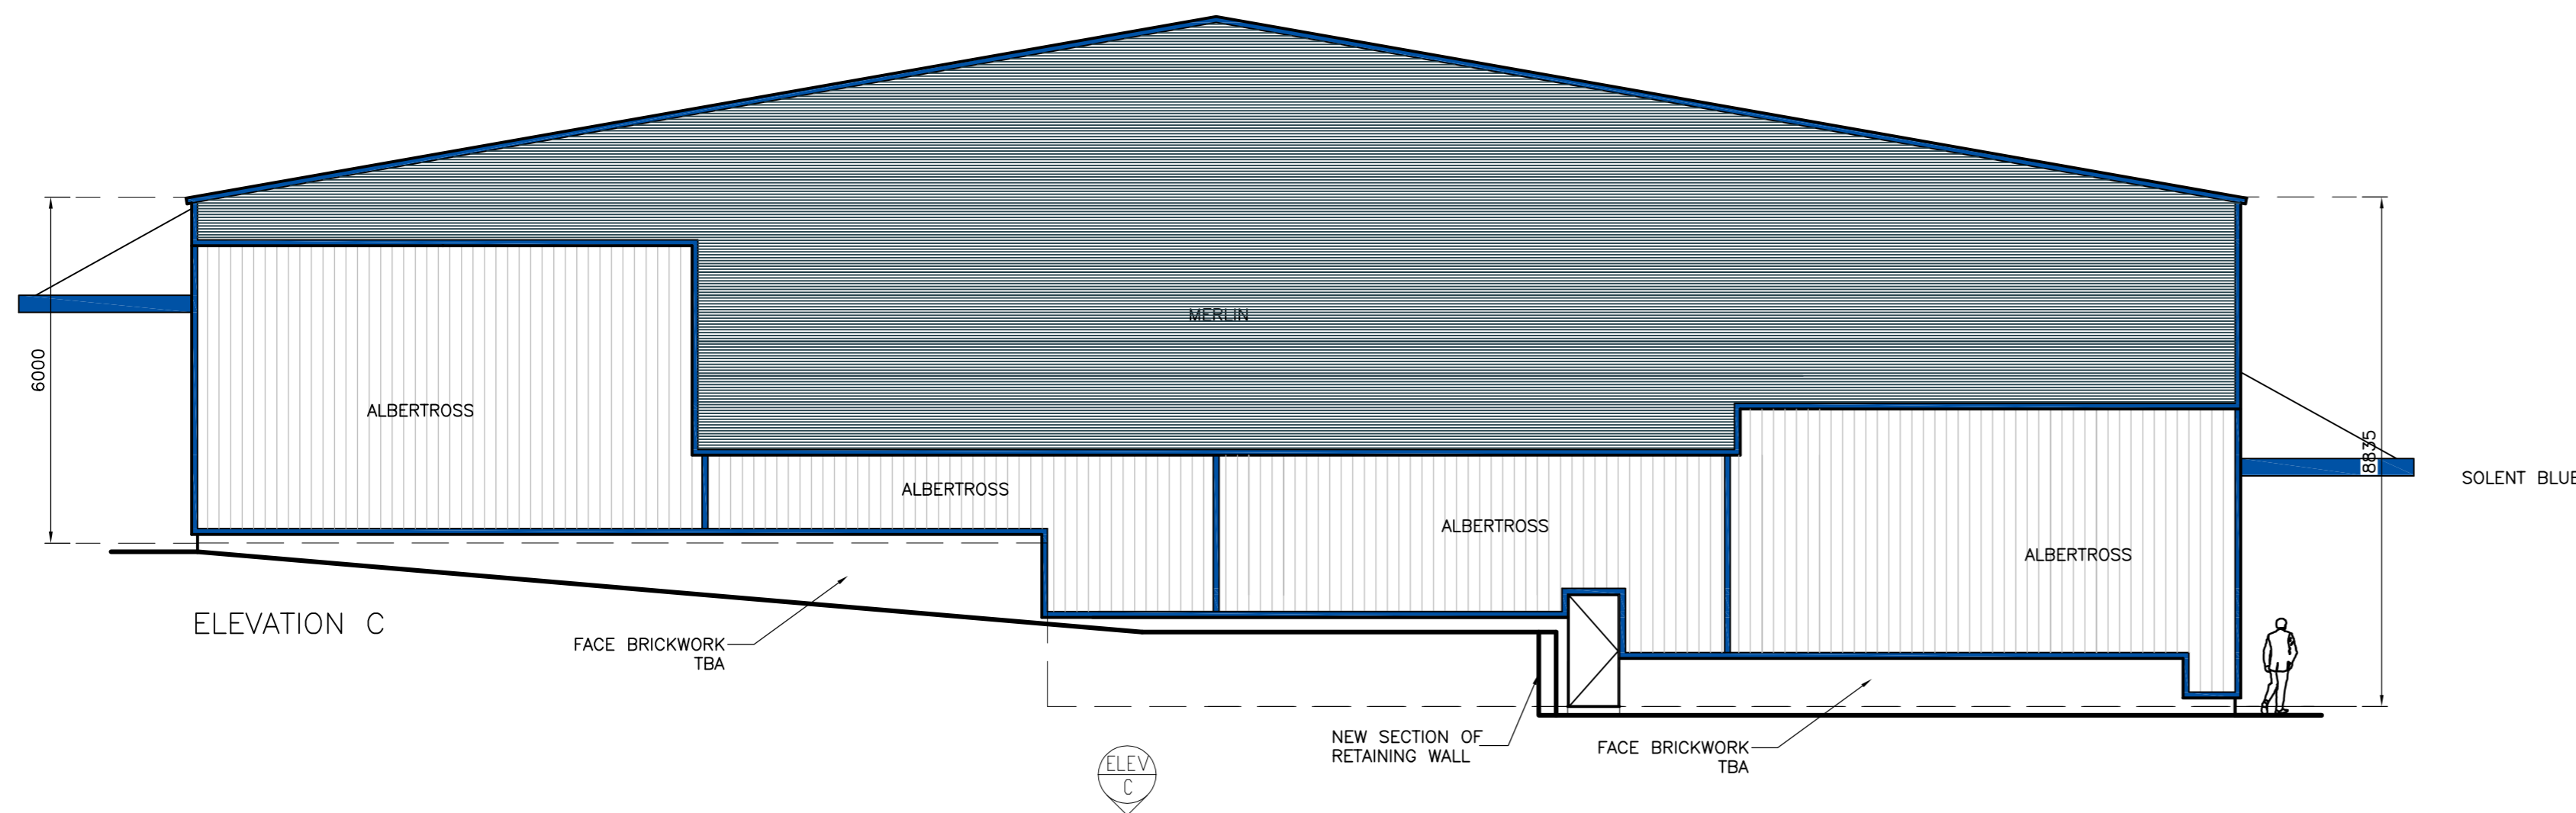 MERLIN
6000
ALBERTROSS
8835
SOLENT BLUE
ALBERTROSS
ALBERTROSS
ALBERTROSS
ELEVATION C
FACE BRICKWORK
TBA
NEW SECTION OF
RETAINING WALL
FACE BRICKWORK
TBA
ELEV
C